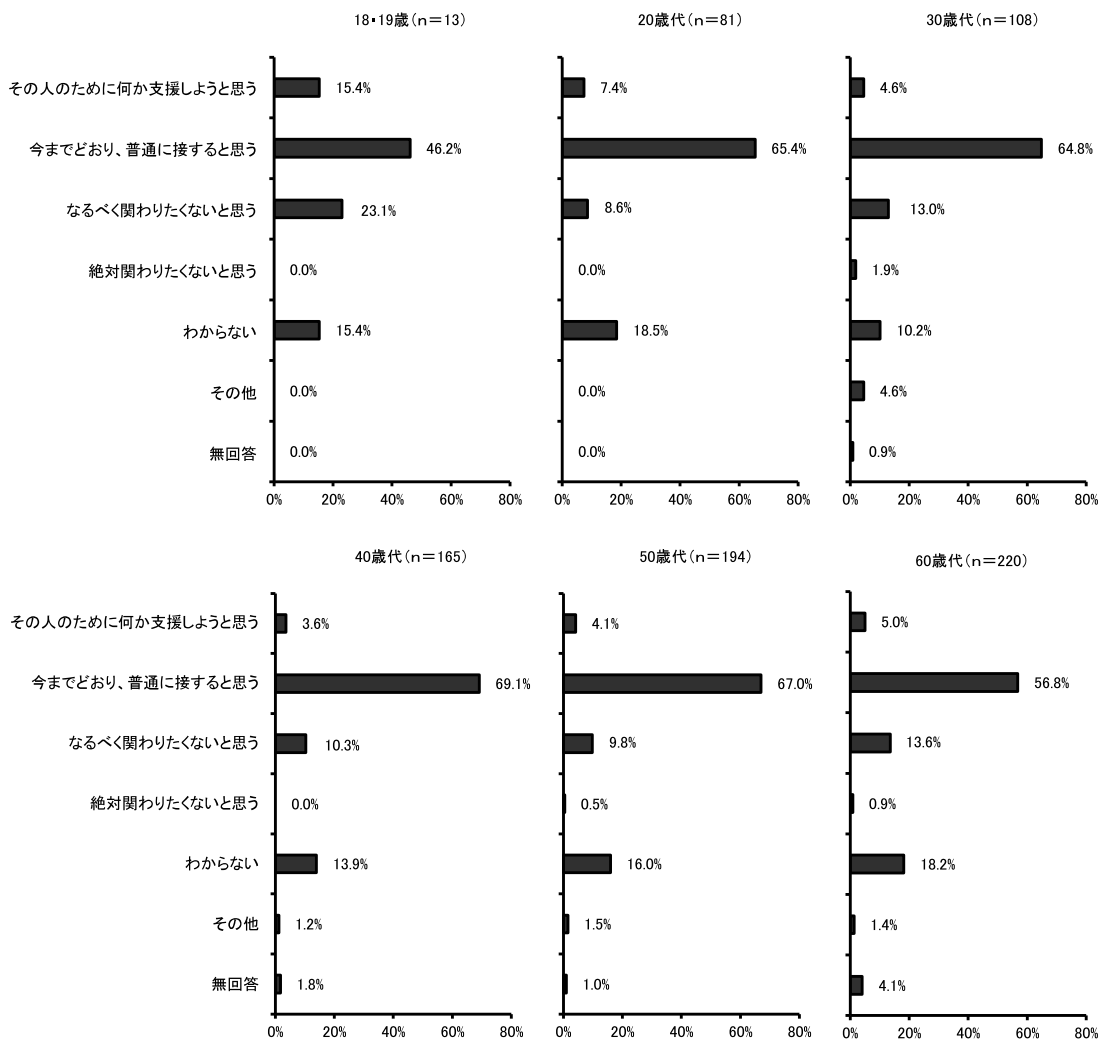 18・19歳(n=13)
20歳代(n=81)
30歳代(n=108)
その人のために何か支援しようと思う 15.4% 7.4% 4.6%
今までどおり、普通に接すると思う 46.2% 65.4% 64.8%
なるべく関わりたくないと思う 23.1% 8.6% 13.0%
絶対関わりたくないと思う 0.0% 0.0% 1.9%
わからない 15.4% 18.5% 10.2%
その他 0.0% 0.0% 4.6%
無回答 0.0% 0.0% 0.9%
0% 20% 40% 60% 80% 0% 20% 40% 60% 80% 0% 20% 40% 60% 80%
40歳代(n=165)
50歳代(n=194)
60歳代(n=220)
その人のために何か支援しようと思う 3.6% 4.1% 5.0%
今までどおり、普通に接すると思う 69.1% 67.0% 56.8%
なるべく関わりたくないと思う 10.3% 9.8% 13.6%
絶対関わりたくないと思う 0.0% 0.5% 0.9%
わからない 13.9% 16.0% 18.2%
その他 1.2% 1.5% 1.4%
無回答 1.8% 1.0% 4.1%
0% 20% 40% 60% 80% 0% 20% 40% 60% 80% 0% 20% 40% 60% 80%